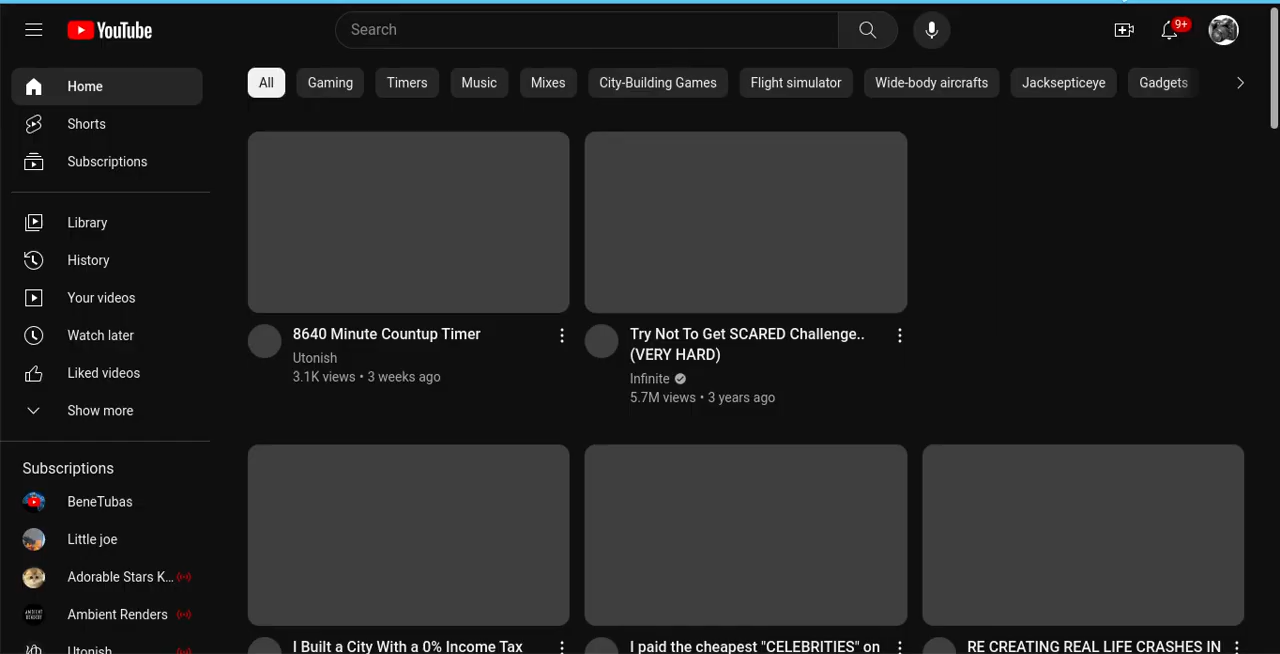 YouTube
Search
9+
Home
Shorts
Subscriptions
Library
History
Your videos
Watch later
Liked videos
Show more
Subscriptions
BeneTubas
Little joe
Adorable Stars K...
Ambient Renders
Utonish
All Gaming Timers Music Mixes City-Building Games Flight simulator Wide-body aircrafts Jacksepticeye Gadgets
8640 Minute Countup Timer
Utonish
3.1K views • 3 weeks ago
Try Not To Get SCARED Challenge..
(VERY HARD)
Infinite
5.7M views • 3 years ago
I Built a City With a 0% Income Tax
I paid the cheapest "CELEBRITIES" on
RE CREATING REAL LIFE CRASHES IN